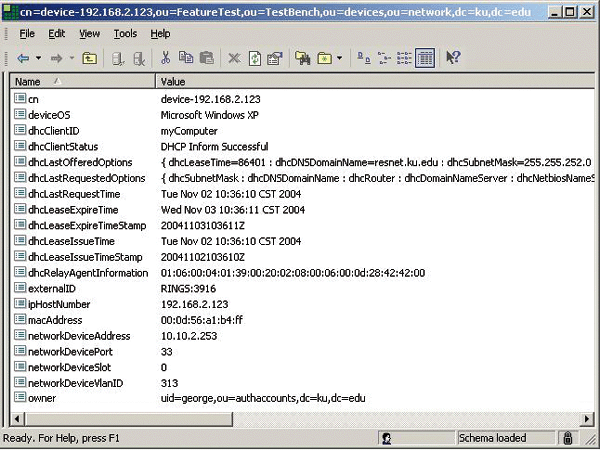 cn=device-192.168.2.123,ou=FeatureTest,ou=TestBench,ou=devices,ou=network,dc=ku,dc=edu
File Edit View Tools Help
Name Value
cn device-192.168.2.123
deviceOS Microsoft Windows XP
dhcClientID myComputer
dhcClientStatus DHCP Inform Successful
dhcLastOfferedOptions { dhcLeaseTime=86401 : dhcDNSDomainName=resnet.ku.edu : dhcSubnetMask=255.255.252.0
dhcLastRequestedOptions { dhcSubnetMask : dhcDNSDomainName : dhcRouter : dhcDomainNameServer : dhcNetbiosNameS
dhcLastRequestTime Tue Nov 02 10:36:10 CST 2004
dhcLeaseExpireTime Wed Nov 03 10:36:11 CST 2004
dhcLeaseExpireTimeStamp 20041103103611Z
dhcLeaseIssueTime Tue Nov 02 10:36:10 CST 2004
dhcLeaseIssueTimeStamp 20041102103610Z
dhcRelayAgentInformation 01:06:00:04:01:39:00:20:02:08:00:06:00:0d:28:42:42:00
externalID RINGS:3916
ipHostNumber 192.168.2.123
macAddress 00:0d:56:a1:b4:ff
networkDeviceAddress 10.10.2.253
networkDevicePort 33
networkDeviceSlot 0
networkDeviceVlanID 313
owner uid=george,ou=authaccounts,dc=ku,dc=edu
Ready. For Help, press F1 Schema loaded